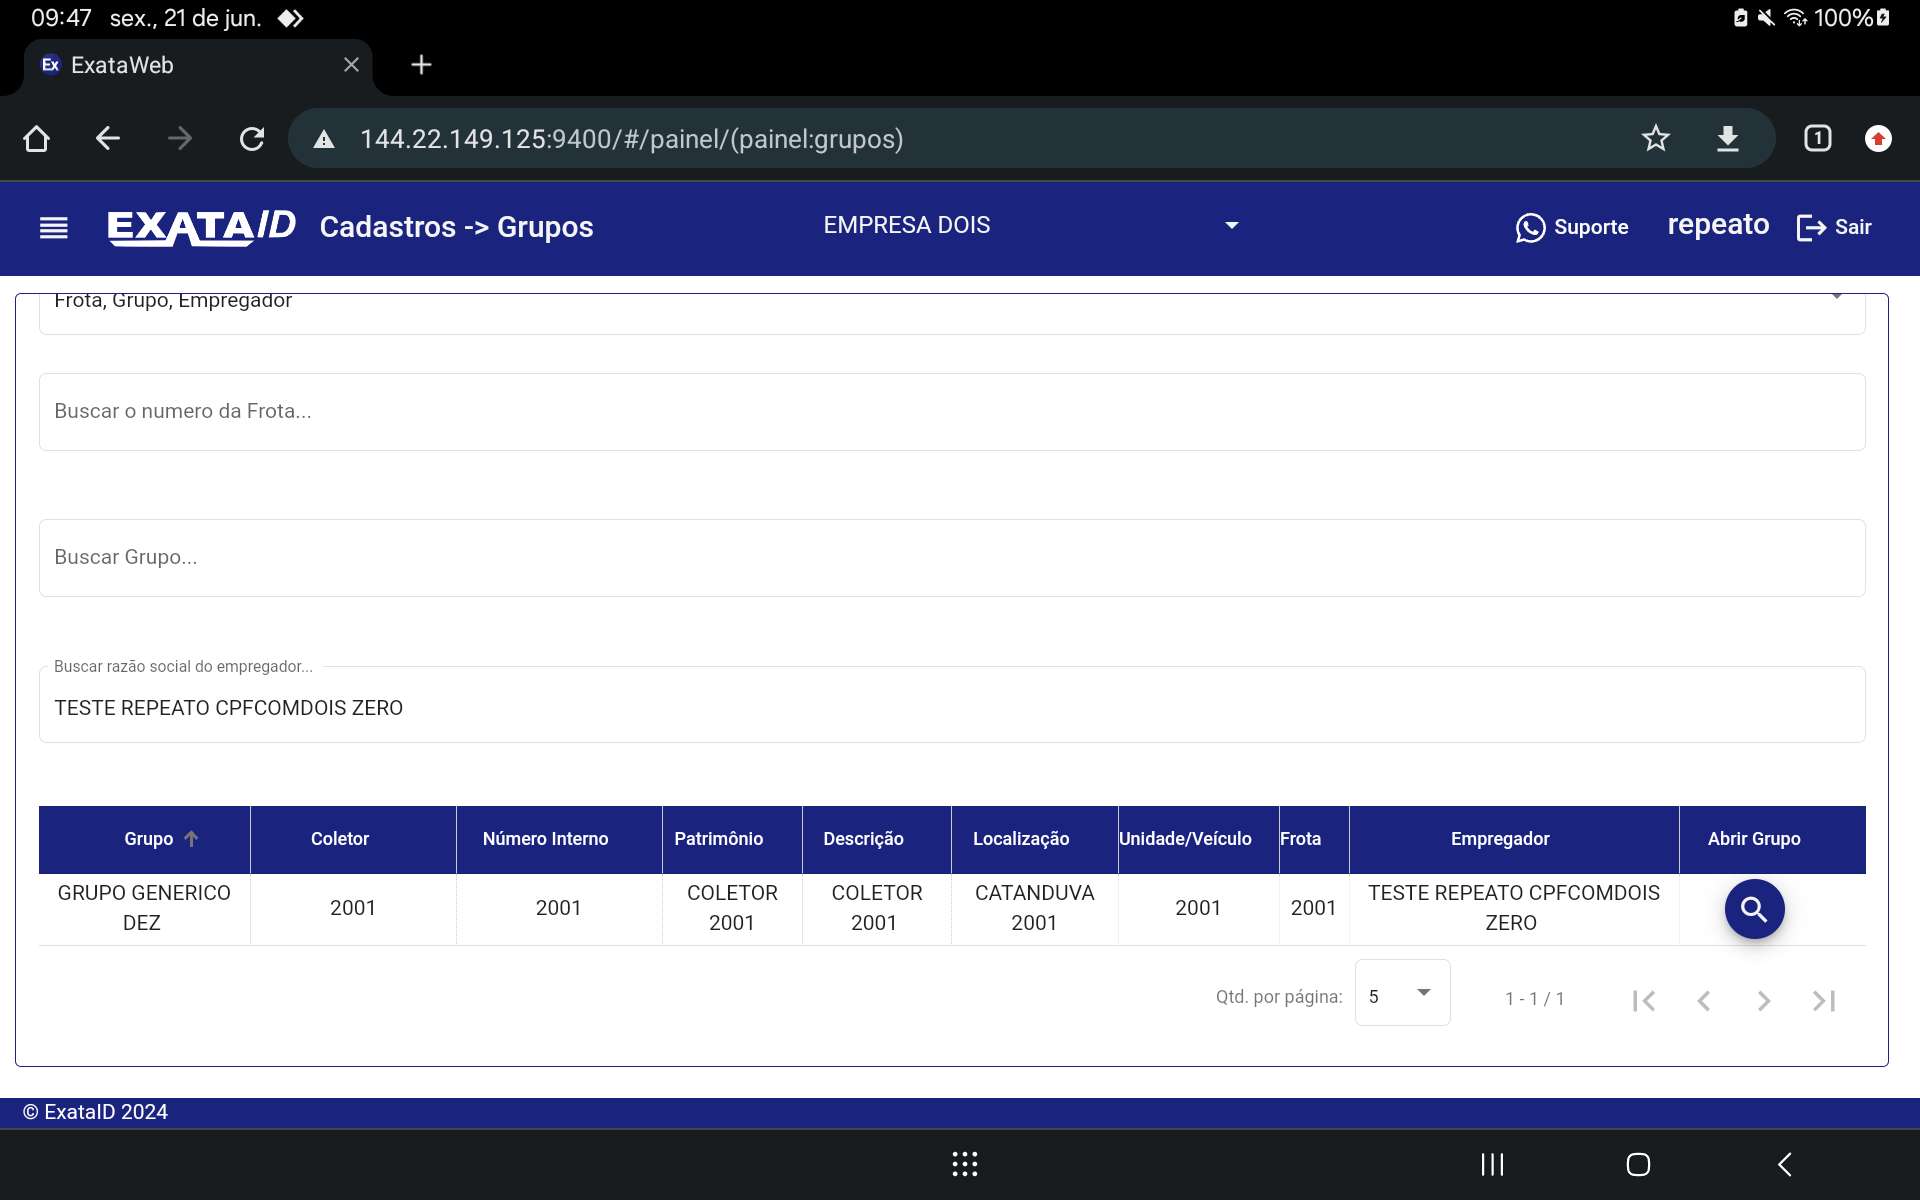 09:47 sex., 21 de jun. 100%
Ex ExataWeb
144.22.149.125:9400/#/painel/(painel:grupos) 1
EXATA ID Cadastros -> Grupos EMPRESA DOIS Suporte repeato Sair
Frota, Grupo, Empregador
Buscar o numero da Frota...
Buscar Grupo...
Buscar razão social do empregador...
TESTE REPEATO CPFCOMDOIS ZERO
Grupo Coletor Número Interno Patrimônio Descrição Localização Unidade/Veículo Frota Empregador Abrir Grupo
GRUPO GENERICO DEZ 2001 2001 COLETOR 2001 COLETOR 2001 CATANDUVA 2001 2001 2001 TESTE REPEATO CPFCOMDOIS ZERO
Qtd. por página: 5 1 - 1 / 1
© ExataID 2024